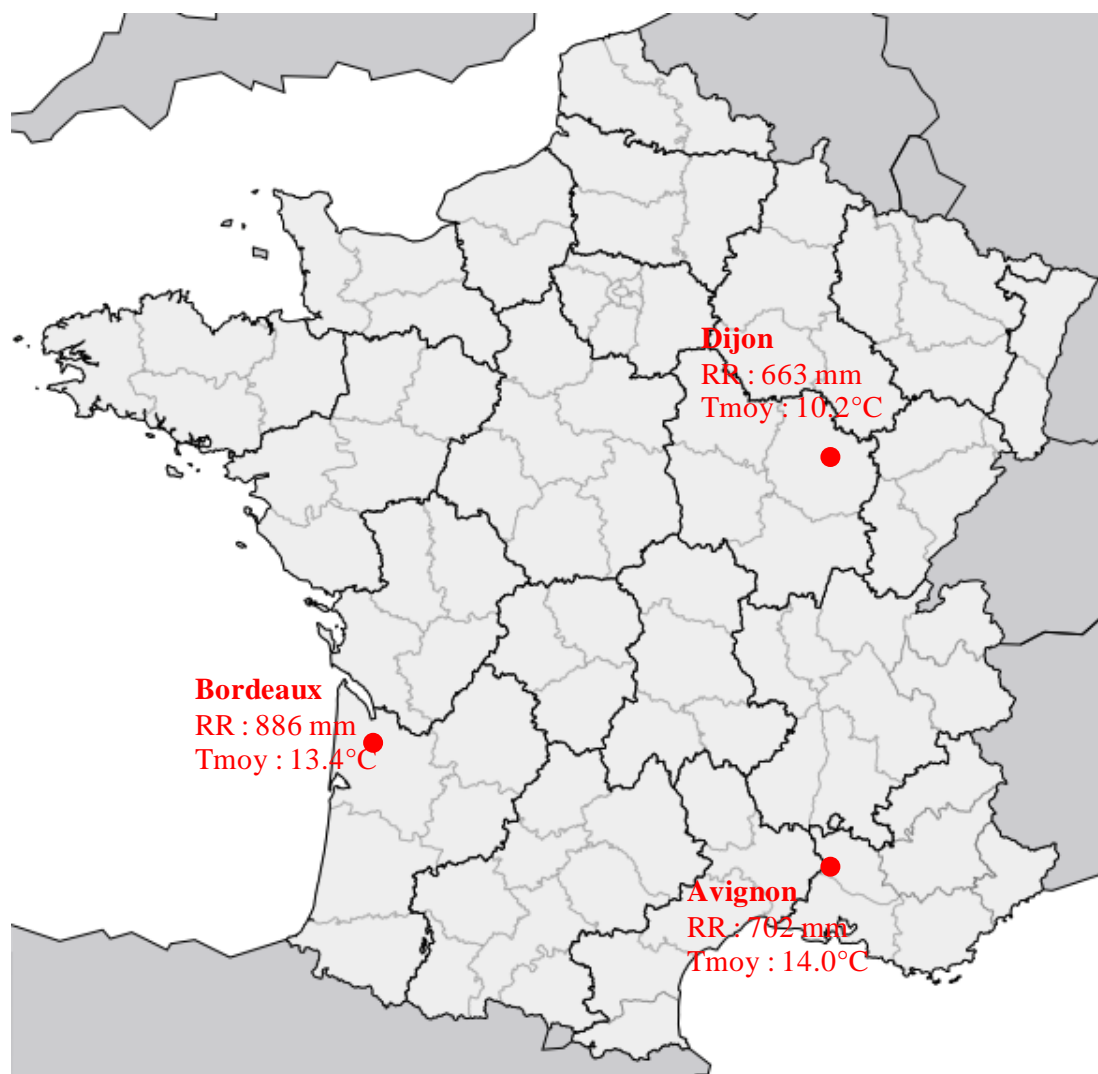 Dijon
RR : 663 mm
Tmoy : 10.2°C
Bordeaux
RR : 886 mm
Tmoy : 13.4°C
Avignon
RR : 702 mm
Tmoy : 14.0°C